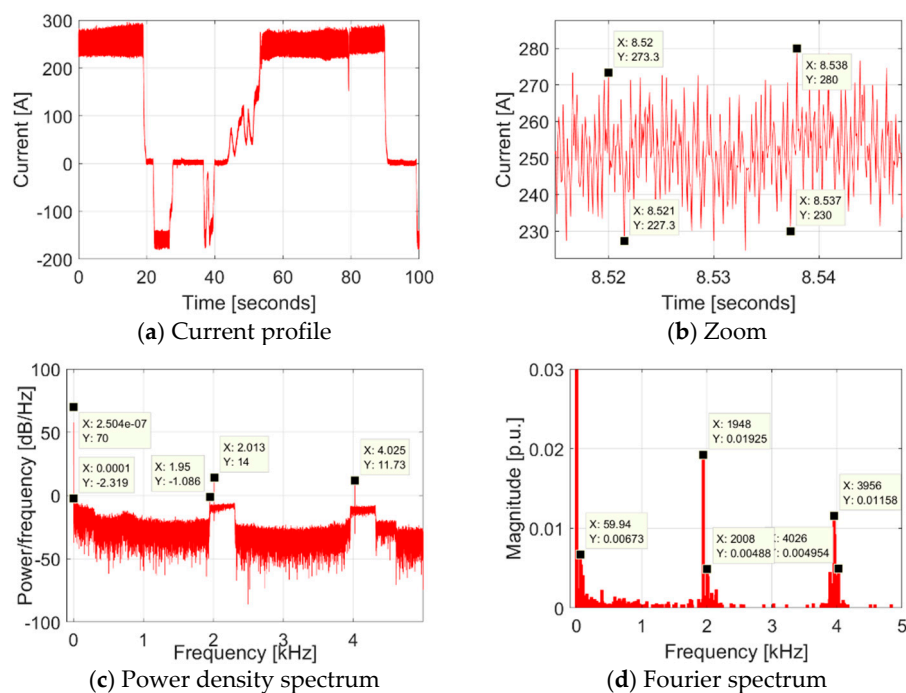 300
200
100
0
-100
-200
Current [A]
0 20 40 60 80 100
Time [seconds]
(a) Current profile
280
270
260
250
240
230
Current [A]
X: 8.52
Y: 273.3
X: 8.538
Y: 280
X: 8.521
Y: 227.3
X: 8.537
Y: 230
8.52 8.53 8.54
Time [seconds]
(b) Zoom
100
50
0
-50
-100
Power/frequency [dB/Hz]
X: 2.504e-07
Y: 70
X: 0.0001
Y: -2.319
X: 1.95
Y: -1.086
X: 2.013
Y: 14
X: 4.025
Y: 11.73
0 1 2 3 4
Frequency [kHz]
(c) Power density spectrum
0.03
0.02
0.01
0
Magnitude [p.u.]
X: 59.94
Y: 0.00673
X: 1948
Y: 0.01925
X: 2008
Y: 0.00488
X: 3956
Y: 0.01158
: 4026
: 0.004954
0 1 2 3 4 5
Frequency [kHz]
(d) Fourier spectrum